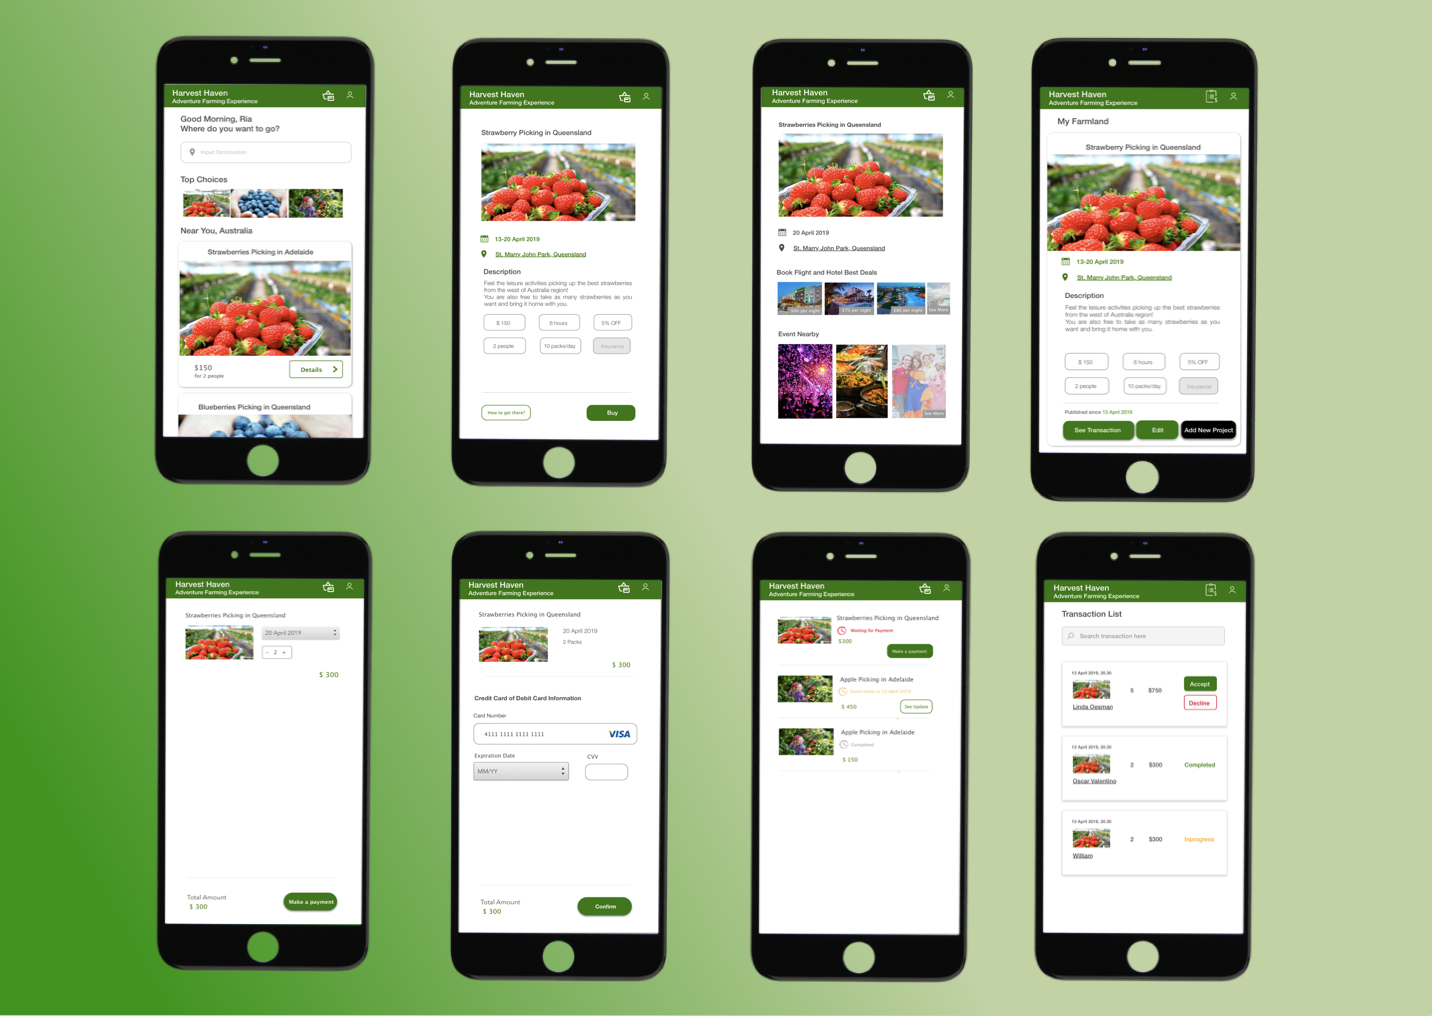 Harvest Haven
Adventure Farming Experience
Good Morning, Ria
Where do you want to go?
Input Destination
Top Choices
Near You, Australia
Strawberries Picking in Adelaide
$150
for 2 people
Details
Blueberries Picking in Queensland
Harvest Haven
Adventure Farming Experience
Strawberry Picking in Queensland
13-20 April 2019
St. Marry John Park, Queensland
Description
Feel the leisure activities picking up the best strawberries
from the west of Australia region!
You are also free to take as many strawberries as you
want and bring it home with you.
$ 150
6 hours
5% OFF
2 people
10 packs/day
Insurance
How to get there?
Buy
Harvest Haven
Adventure Farming Experience
Strawberries Picking in Queensland
20 April 2019
St. Marry John Park, Queensland
Book Flight and Hotel Best Deals
$65 per night
$70 per night
$80 per night
See More
Event Nearby
See More
Harvest Haven
Adventure Farming Experience
My Farmland
Strawberry Picking in Queensland
13-20 April 2019
St. Marry John Park, Queensland
Description
Feel the leisure activities picking up the best strawberries
from the west of Australia region!
You are also free to take as many strawberries as you
want and bring it home with you.
$ 150
6 hours
5% OFF
2 people
10 packs/day
Insurance
Published since 13 April 2019
See Transaction
Edit
Add New Project
Harvest Haven
Adventure Farming Experience
Strawberries Picking in Queensland
20 April 2019
− 2 +
$ 300
Total Amount
$ 300
Make a payment
Harvest Haven
Adventure Farming Experience
Strawberries Picking in Queensland
20 April 2019
2 Packs
$ 300
Credit Card of Debit Card Information
Card Number
4111 1111 1111 1111
VISA
Expiration Date
CVV
MM/YY
Total Amount
$ 300
Confirm
Harvest Haven
Adventure Farming Experience
Strawberries Picking in Queensland
Waiting for Payment
$300
Make a payment
Apple Picking in Adelaide
April 2019
$ 450
See Update
Apple Picking in Adelaide
Completed
$ 150
Harvest Haven
Adventure Farming Experience
Transaction List
Search transaction here
12 April 2019, 20.30
5
$750
Accept
Decline
Linda Qesman
12 April 2019, 20.30
2
$300
Completed
Oscar Valentino
12 April 2019, 20.30
2
$300
Inprogress
William